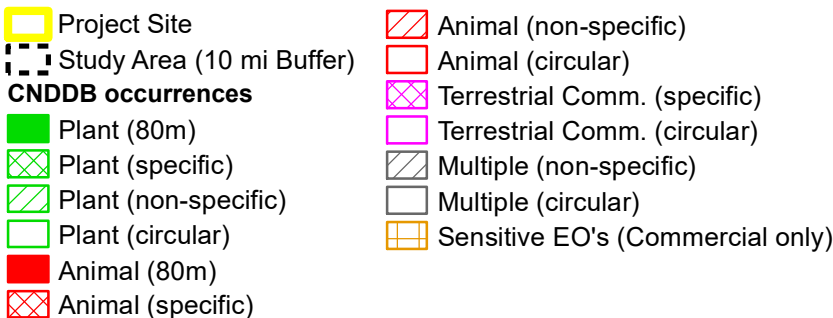 Project Site
Study Area (10 mi Buffer)
CNDDB occurrences
Plant (80m)
Plant (specific)
Plant (non-specific)
Plant (circular)
Animal (80m)
Animal (specific)
Animal (non-specific)
Animal (circular)
Terrestrial Comm. (specific)
Terrestrial Comm. (circular)
Multiple (non-specific)
Multiple (circular)
Sensitive EO's (Commercial only)